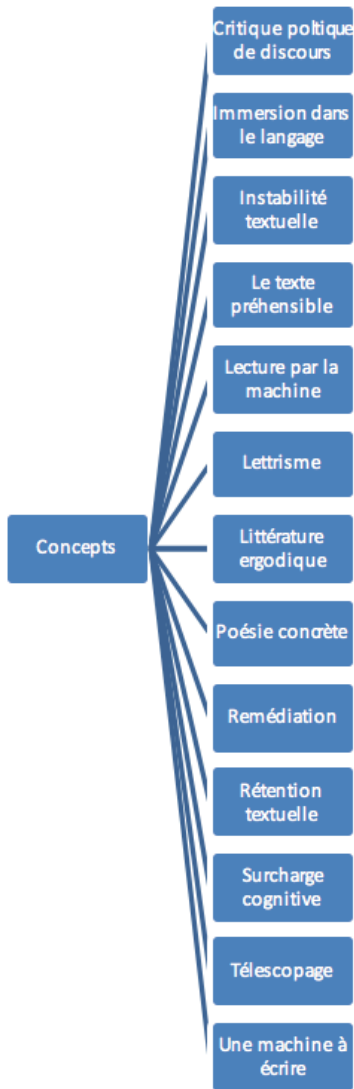 Critique poltique
de discours
Immersion dans
le langage
Instabilité
textuelle
Le texte
préhensible
Lecture par la
machine
Lettrisme
Concepts
Littérature
ergodique
Poésie concrète
Remédiation
Rétention
textuelle
Surcharge
cognitive
Télescopage
Une machine à
écrire